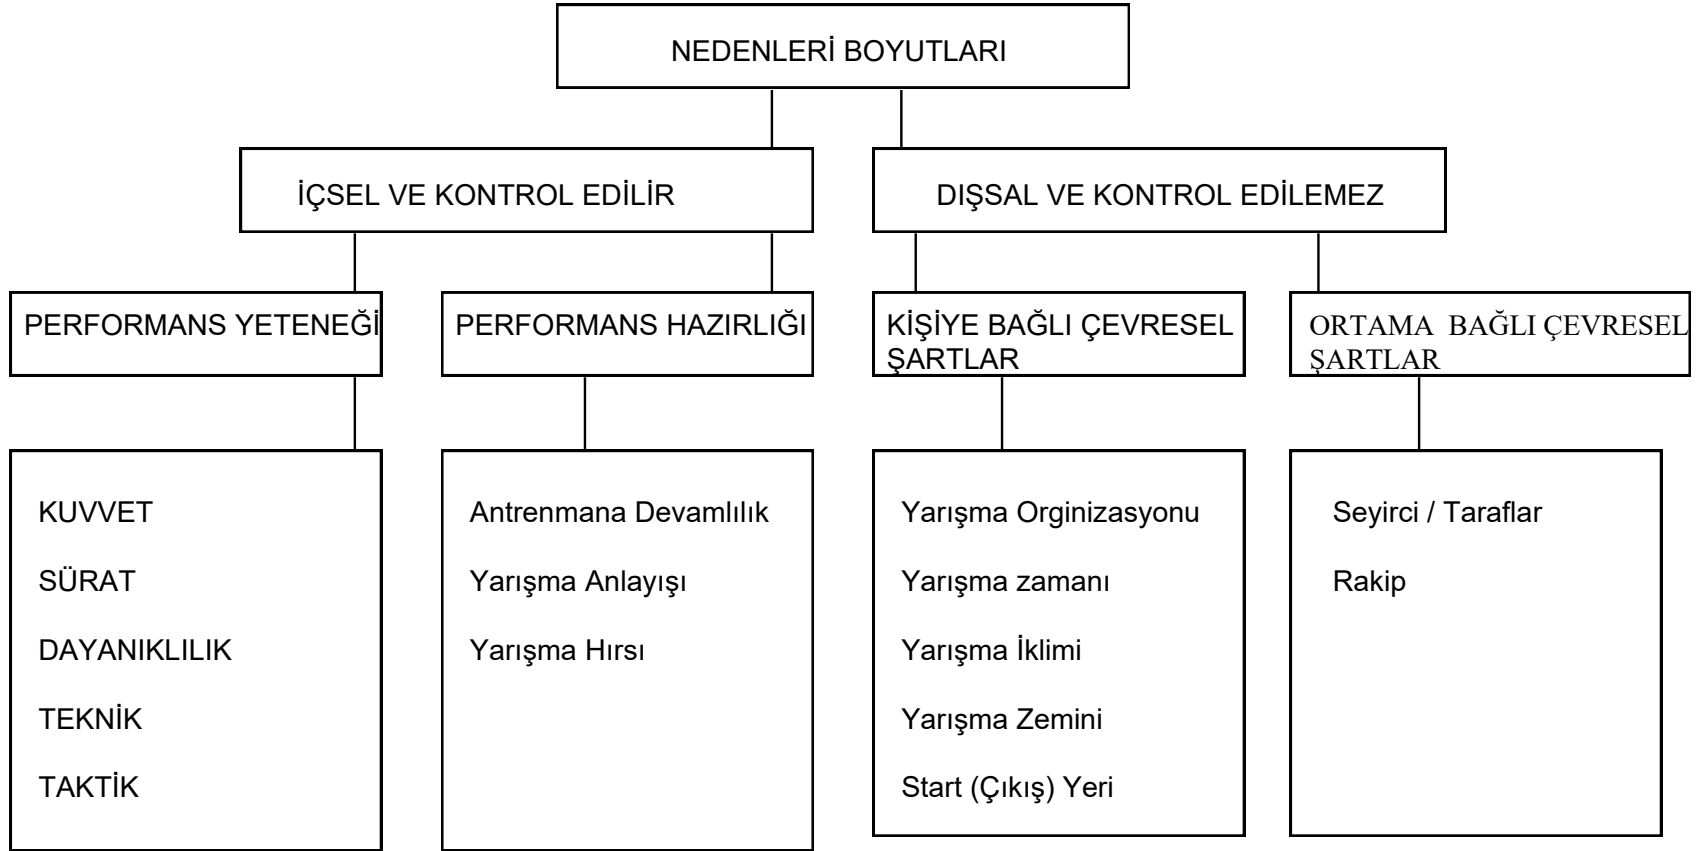 NEDENLERİ BOYUTLARI
İÇSEL VE KONTROL EDİLİR
DIŞSAL VE KONTROL EDİLEMEZ
PERFORMANS YETENEĞİ
PERFORMANS HAZIRLIĞI
KİŞİYE BAĞLI ÇEVRESEL
ŞARTLAR
ORTAMA BAĞLI ÇEVRESEL
ŞARTLAR
KUVVET
SÜRAT
DAYANIKLILIK
TEKNİK
TAKTİK
Antrenmana Devamlılık
Yarışma Anlayışı
Yarışma Hırsı
Yarışma Orginizasyonu
Yarışma zamanı
Yarışma İklimi
Yarışma Zemini
Start (Çıkış) Yeri
Seyirci / Taraflar
Rakip